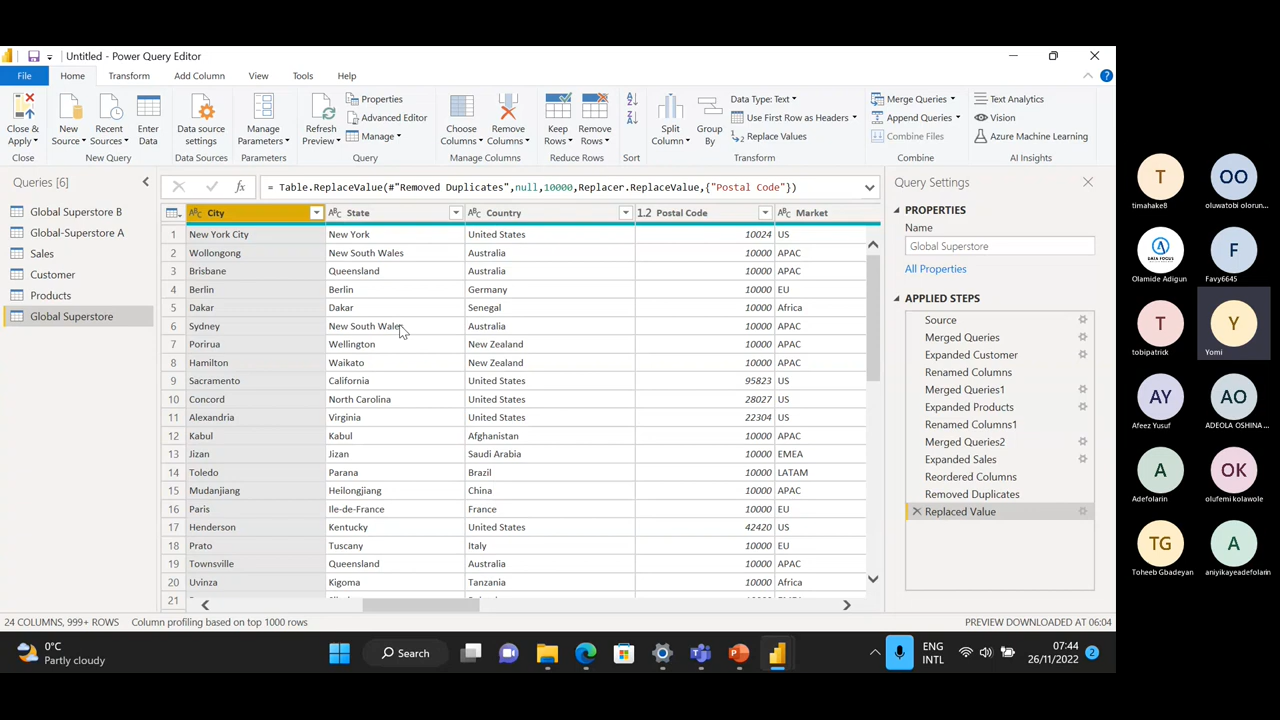 Untitled - Power Query Editor
File Home Transform Add Column View Tools Help
Close & Apply
New Source
Recent Sources
Enter Data
Data source settings
Manage Parameters
Refresh Preview
Properties
Advanced Editor
Manage
Choose Columns
Remove Columns
Keep Rows
Remove Rows
Split Column
Group By
Data Type: Text
Use First Row as Headers
Replace Values
Merge Queries
Append Queries
Combine Files
Text Analytics
Vision
Azure Machine Learning
Close New Query Data Sources Parameters Query Manage Columns Reduce Rows Sort Transform Combine AI Insights
Queries [6]
Global Superstore B
Global-Superstore A
Sales
Customer
Products
Global Superstore
= Table.ReplaceValue(#"Removed Duplicates",null,10000,Replacer.ReplaceValue,{"Postal Code"})
City State Country 1.2 Postal Code Market
1 New York City New York United States 10024 US
2 Wollongong New South Wales Australia 10000 APAC
3 Brisbane Queensland Australia 10000 APAC
4 Berlin Berlin Germany 10000 EU
5 Dakar Dakar Senegal 10000 Africa
6 Sydney New South Wales Australia 10000 APAC
7 Porirua Wellington New Zealand 10000 APAC
8 Hamilton Waikato New Zealand 10000 APAC
9 Sacramento California United States 95823 US
10 Concord North Carolina United States 28027 US
11 Alexandria Virginia United States 22304 US
12 Kabul Kabul Afghanistan 10000 APAC
13 Jizan Jizan Saudi Arabia 10000 EMEA
14 Toledo Parana Brazil 10000 LATAM
15 Mudanjiang Heilongjiang China 10000 APAC
16 Paris Ile-de-France France 10000 EU
17 Henderson Kentucky United States 42420 US
18 Prato Tuscany Italy 10000 EU
19 Townsville Queensland Australia 10000 APAC
20 Uvinza Kigoma Tanzania 10000 Africa
21
Query Settings
PROPERTIES
Name
Global Superstore
All Properties
APPLIED STEPS
Source
Merged Queries
Expanded Customer
Renamed Columns
Merged Queries1
Expanded Products
Renamed Columns1
Merged Queries2
Expanded Sales
Reordered Columns
Removed Duplicates
Replaced Value
24 COLUMNS, 999+ ROWS Column profiling based on top 1000 rows PREVIEW DOWNLOADED AT 06:04
0°C
Partly cloudy
Search
ENG
INTL
07:44
26/11/2022
2
T OO
timahake8 oluwatobi olorun...
DATA FOCUS F
Olamide Adigun Favy6645
T Y
tobipatrick Yomi
AY AO
Afeez Yusuf ADEOLA OSHINA ...
A OK
Adefolarin olufemi kolawole
TG A
Toheeb Gbadeyan aniyikayeadefolarin